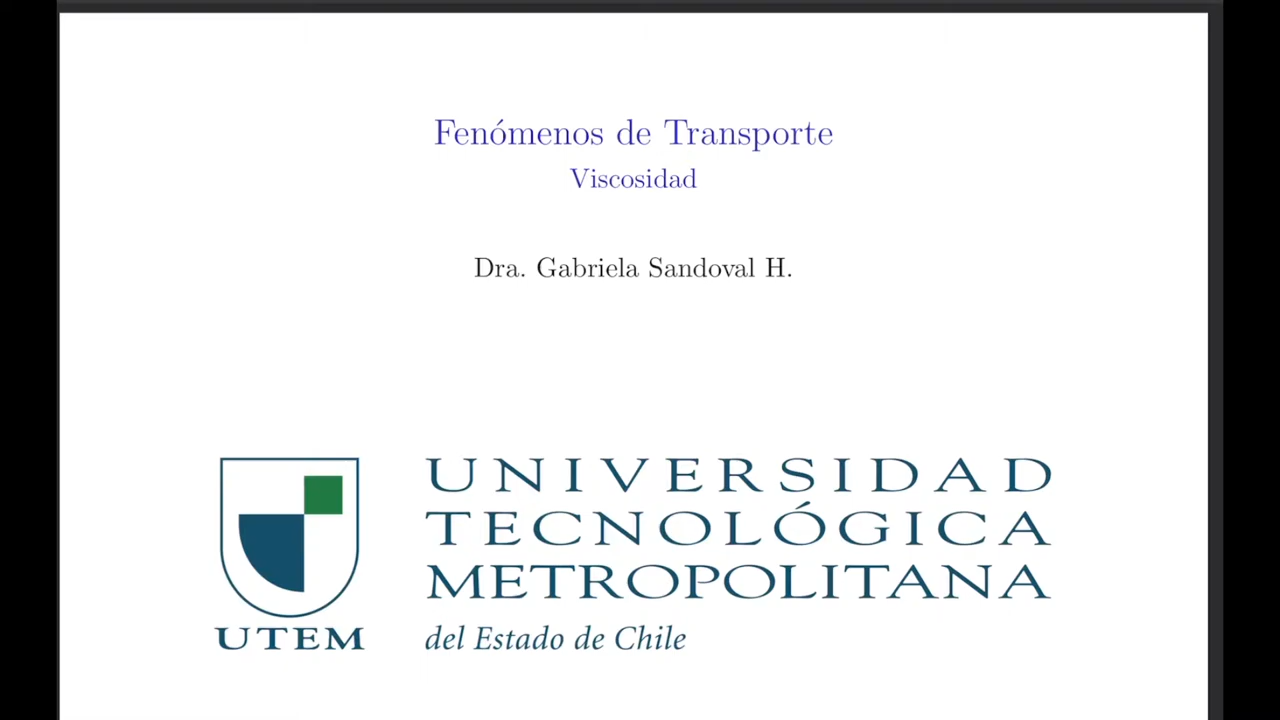 Fenómenos de Transporte
Viscosidad
Dra. Gabriela Sandoval H.
UNIVERSIDAD
TECNOLÓGICA
METROPOLITANA
UTEM
del Estado de Chile